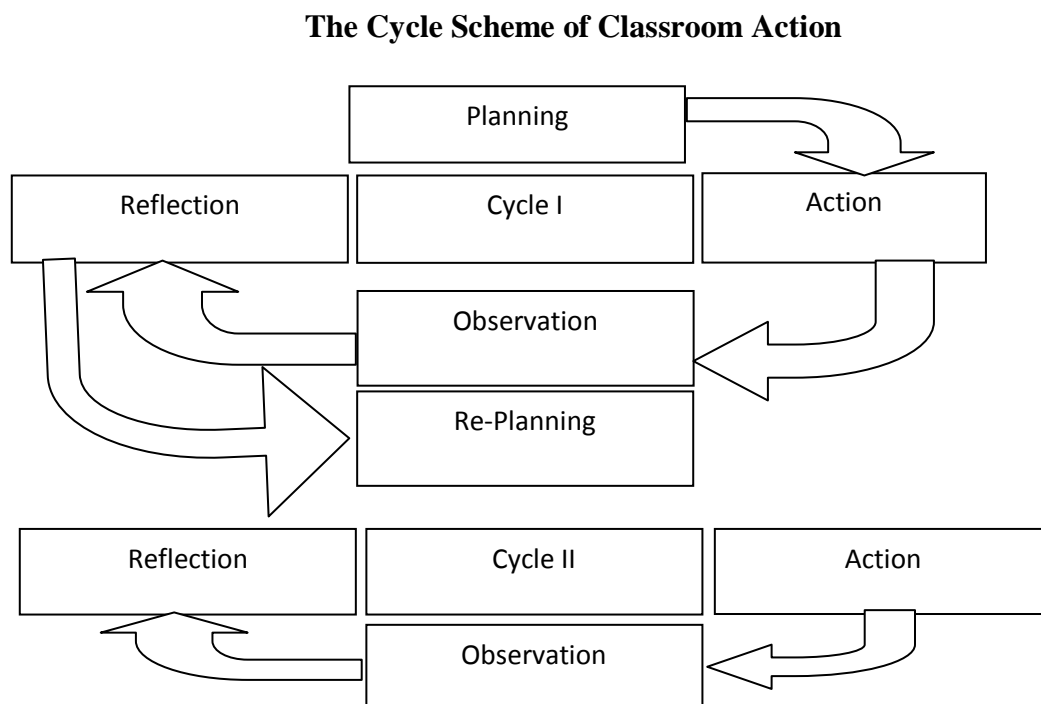 The Cycle Scheme of Classroom Action
Planning
Reflection
Cycle I
Action
Observation
Re-Planning
Reflection
Cycle II
Action
Observation